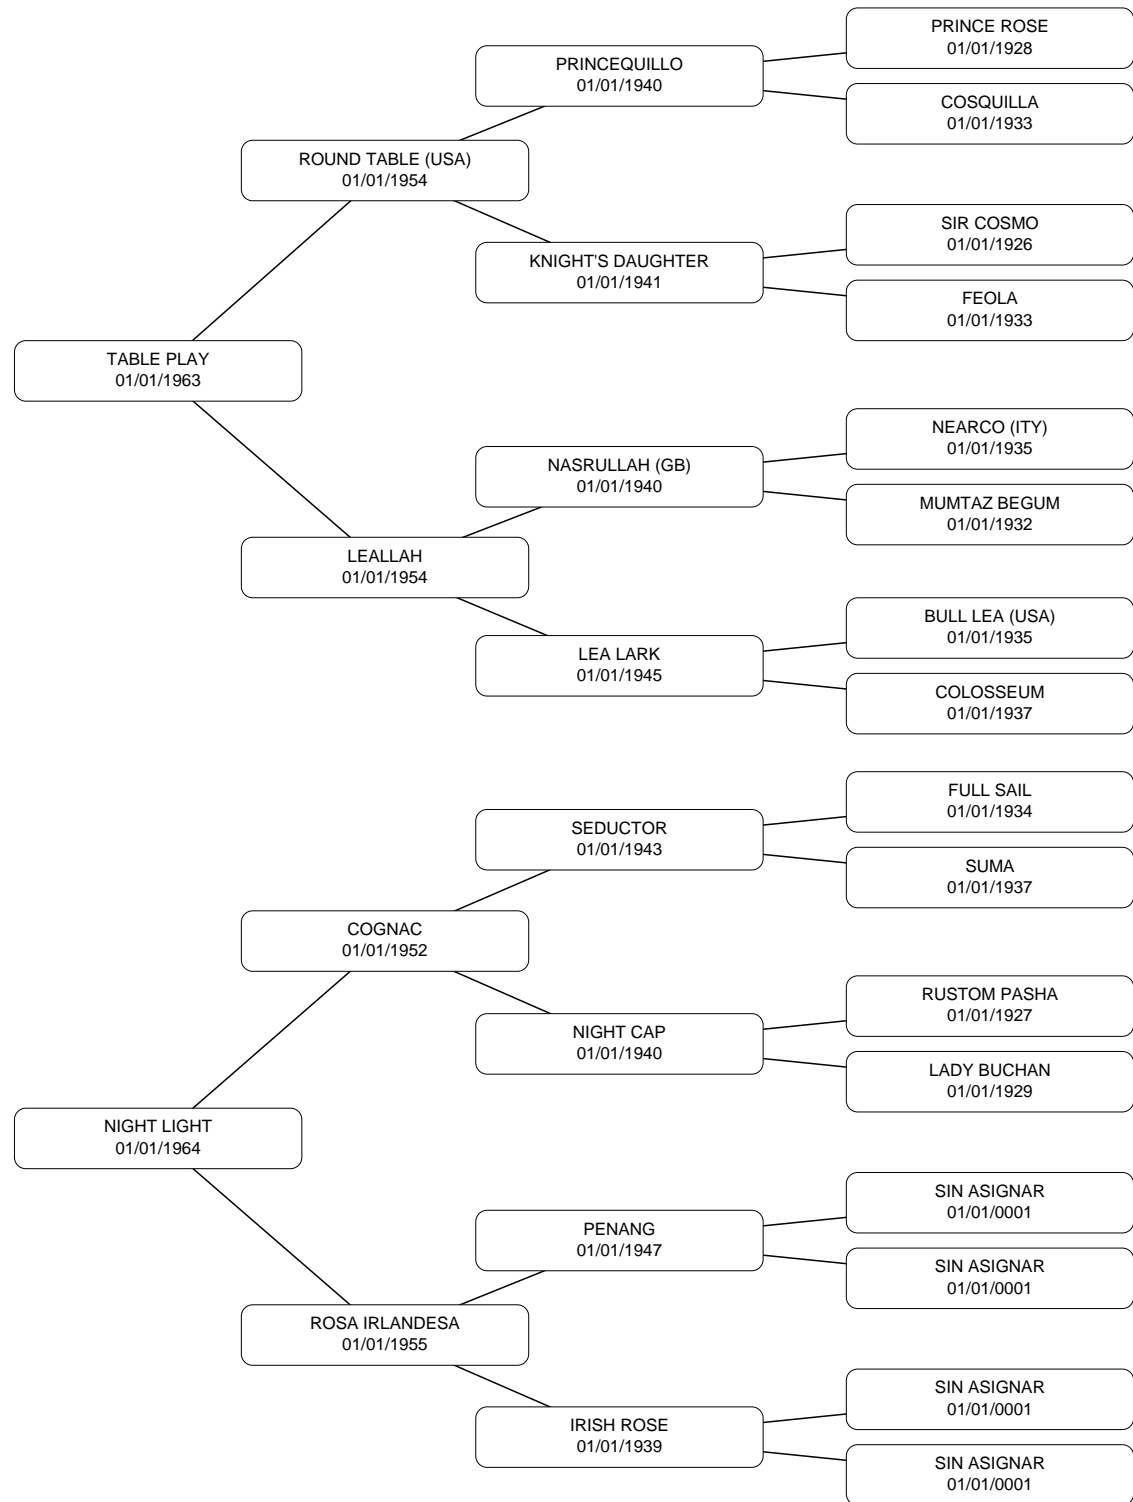 PRINCE ROSE
01/01/1928
PRINCEQUILLO
01/01/1940
COSQUILLA
01/01/1933
ROUND TABLE (USA)
01/01/1954
SIR COSMO
01/01/1926
KNIGHT'S DAUGHTER
01/01/1941
FEOLA
01/01/1933
TABLE PLAY
01/01/1963
NEARCO (ITY)
01/01/1935
NASRULLAH (GB)
01/01/1940
MUMTAZ BEGUM
01/01/1932
LEALLAH
01/01/1954
BULL LEA (USA)
01/01/1935
LEA LARK
01/01/1945
COLOSSEUM
01/01/1937
FULL SAIL
01/01/1934
SEDUCTOR
01/01/1943
SUMA
01/01/1937
COGNAC
01/01/1952
RUSTOM PASHA
01/01/1927
NIGHT CAP
01/01/1940
LADY BUCHAN
01/01/1929
NIGHT LIGHT
01/01/1964
SIN ASIGNAR
01/01/0001
PENANG
01/01/1947
SIN ASIGNAR
01/01/0001
ROSA IRLANDESA
01/01/1955
SIN ASIGNAR
01/01/0001
IRISH ROSE
01/01/1939
SIN ASIGNAR
01/01/0001